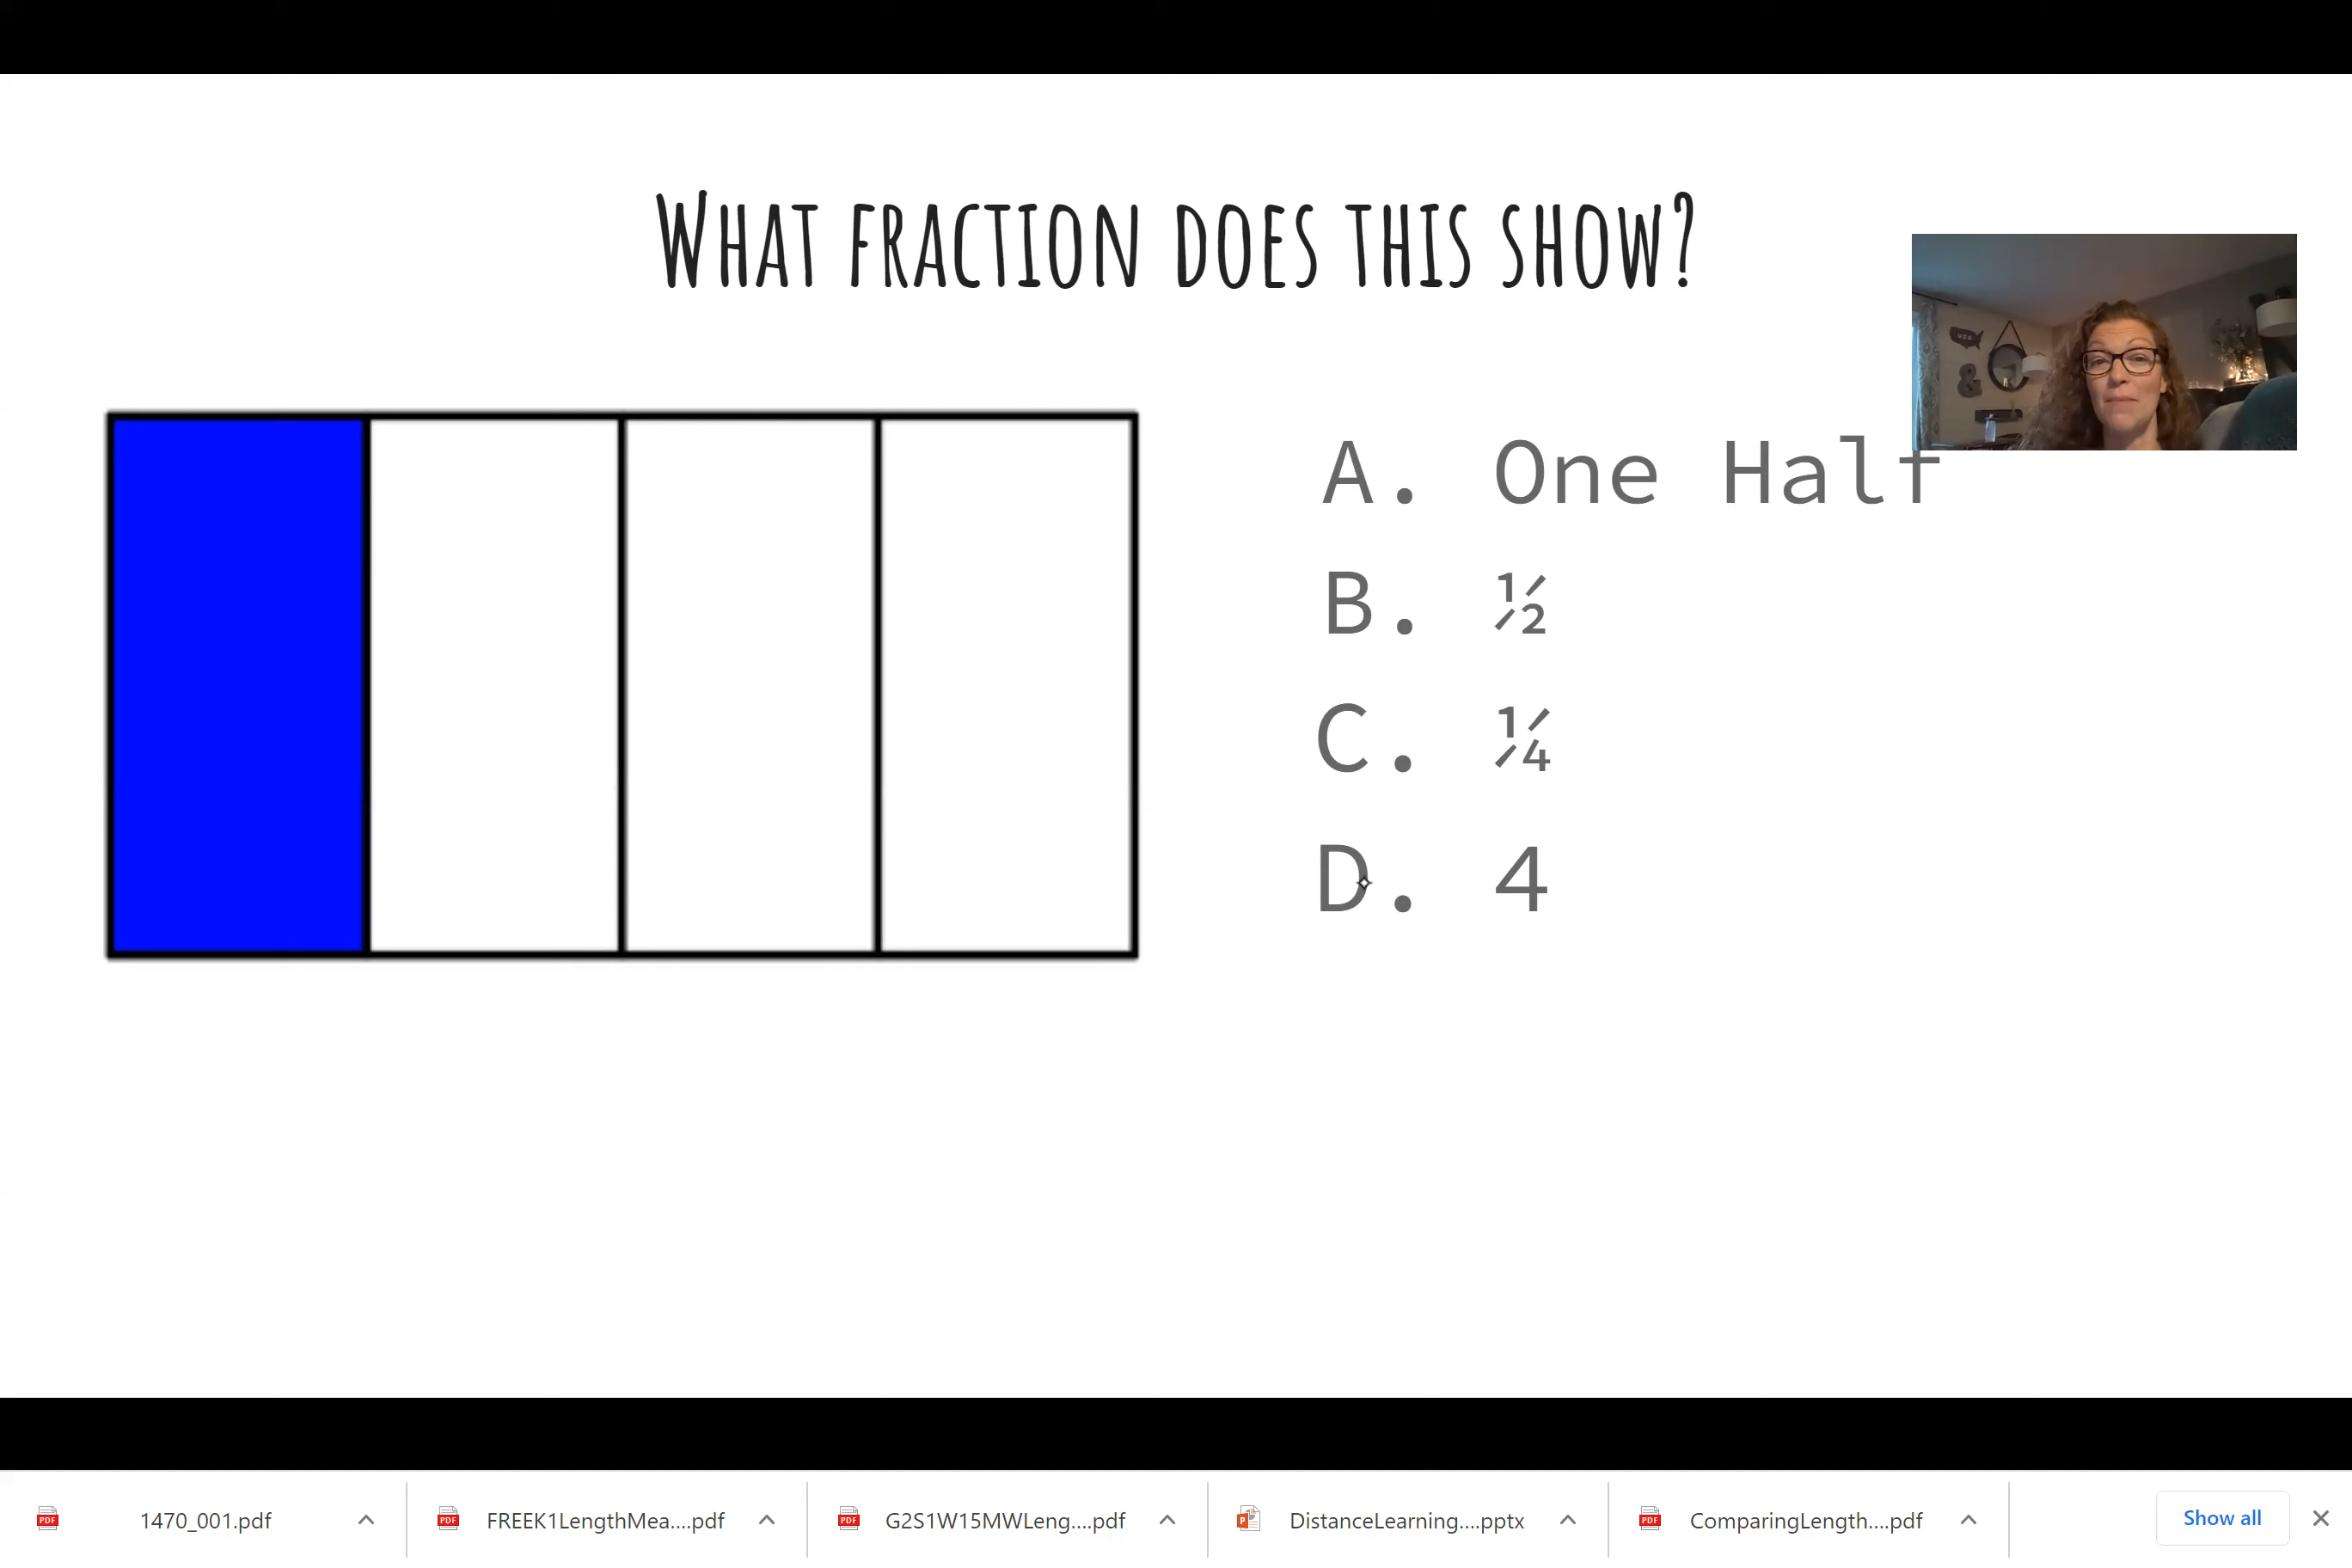 What fraction does this show?
A. One Half
B. ½
C. ¼
D. 4
1470_001.pdf
FREEK1LengthMea....pdf
G2S1W15MWLeng....pdf
DistanceLearning....pptx
ComparingLength....pdf
Show all